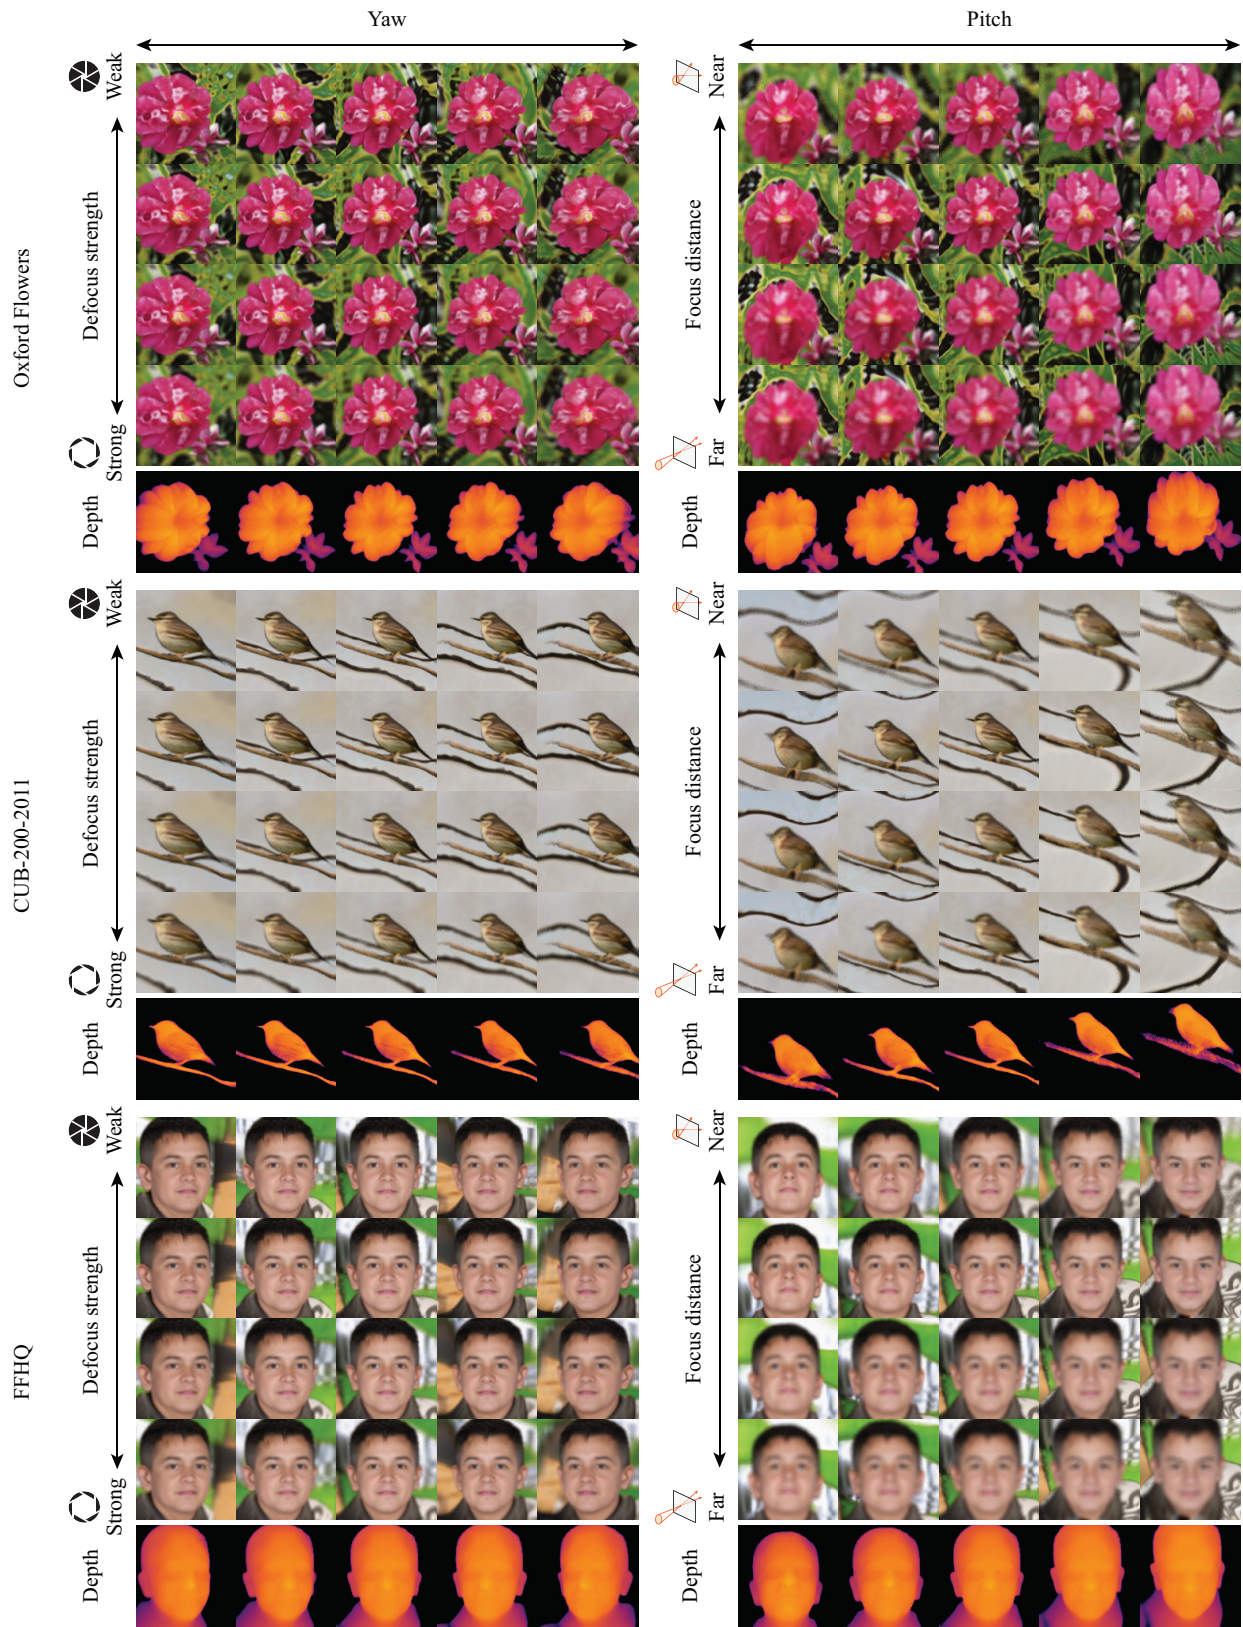 Yaw
Pitch
Oxford Flowers
Weak
Defocus strength
Strong
Depth
Near
Focus distance
Far
Depth
CUB-200-2011
Weak
Defocus strength
Strong
Depth
Near
Focus distance
Far
Depth
FFHQ
Weak
Defocus strength
Strong
Depth
Near
Focus distance
Far
Depth